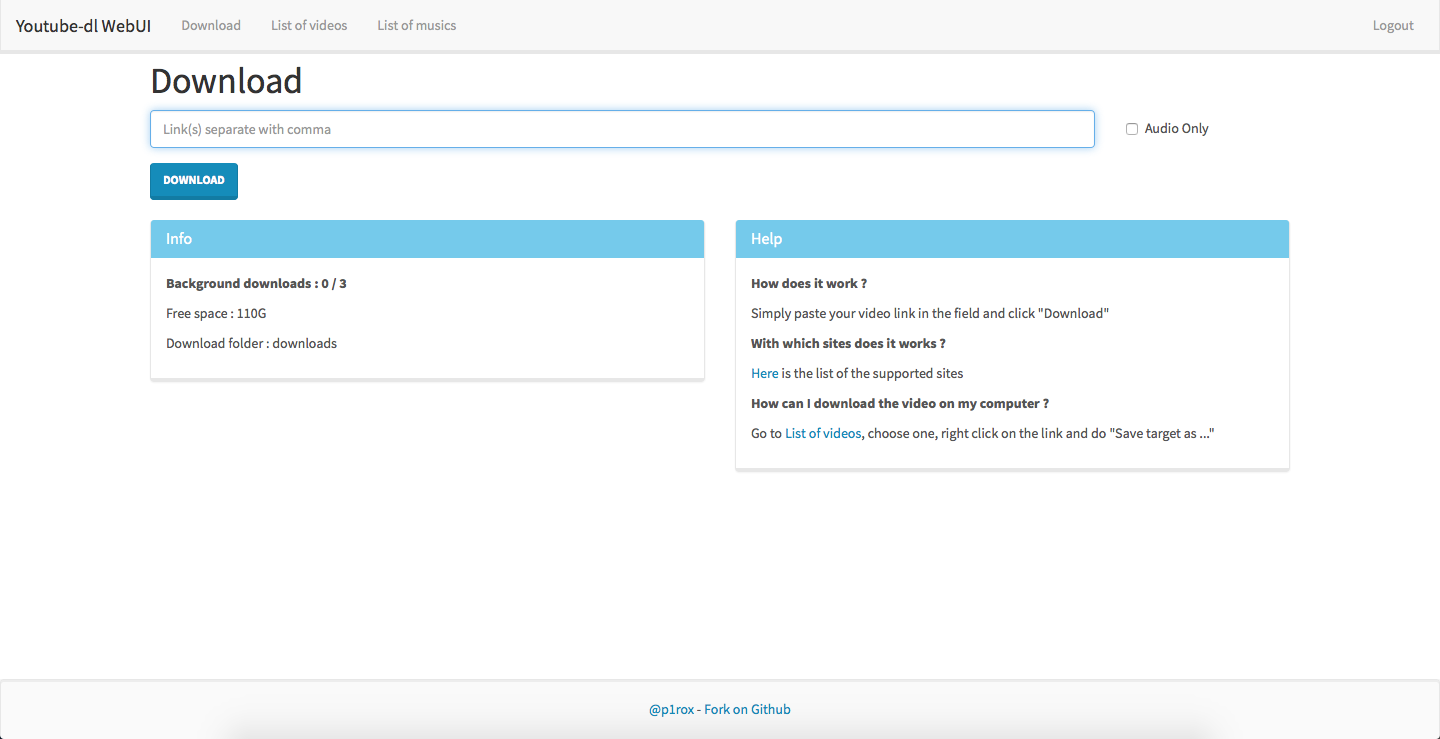 Youtube-dl WebUI Download List of videos List of musics Logout
Download
Link(s) separate with comma
Audio Only
DOWNLOAD
Info
Background downloads : 0 / 3
Free space : 110G
Download folder : downloads
Help
How does it work ?
Simply paste your video link in the field and click "Download"
With which sites does it works ?
Here is the list of the supported sites
How can I download the video on my computer ?
Go to List of videos, choose one, right click on the link and do "Save target as ..."
@p1rox - Fork on Github